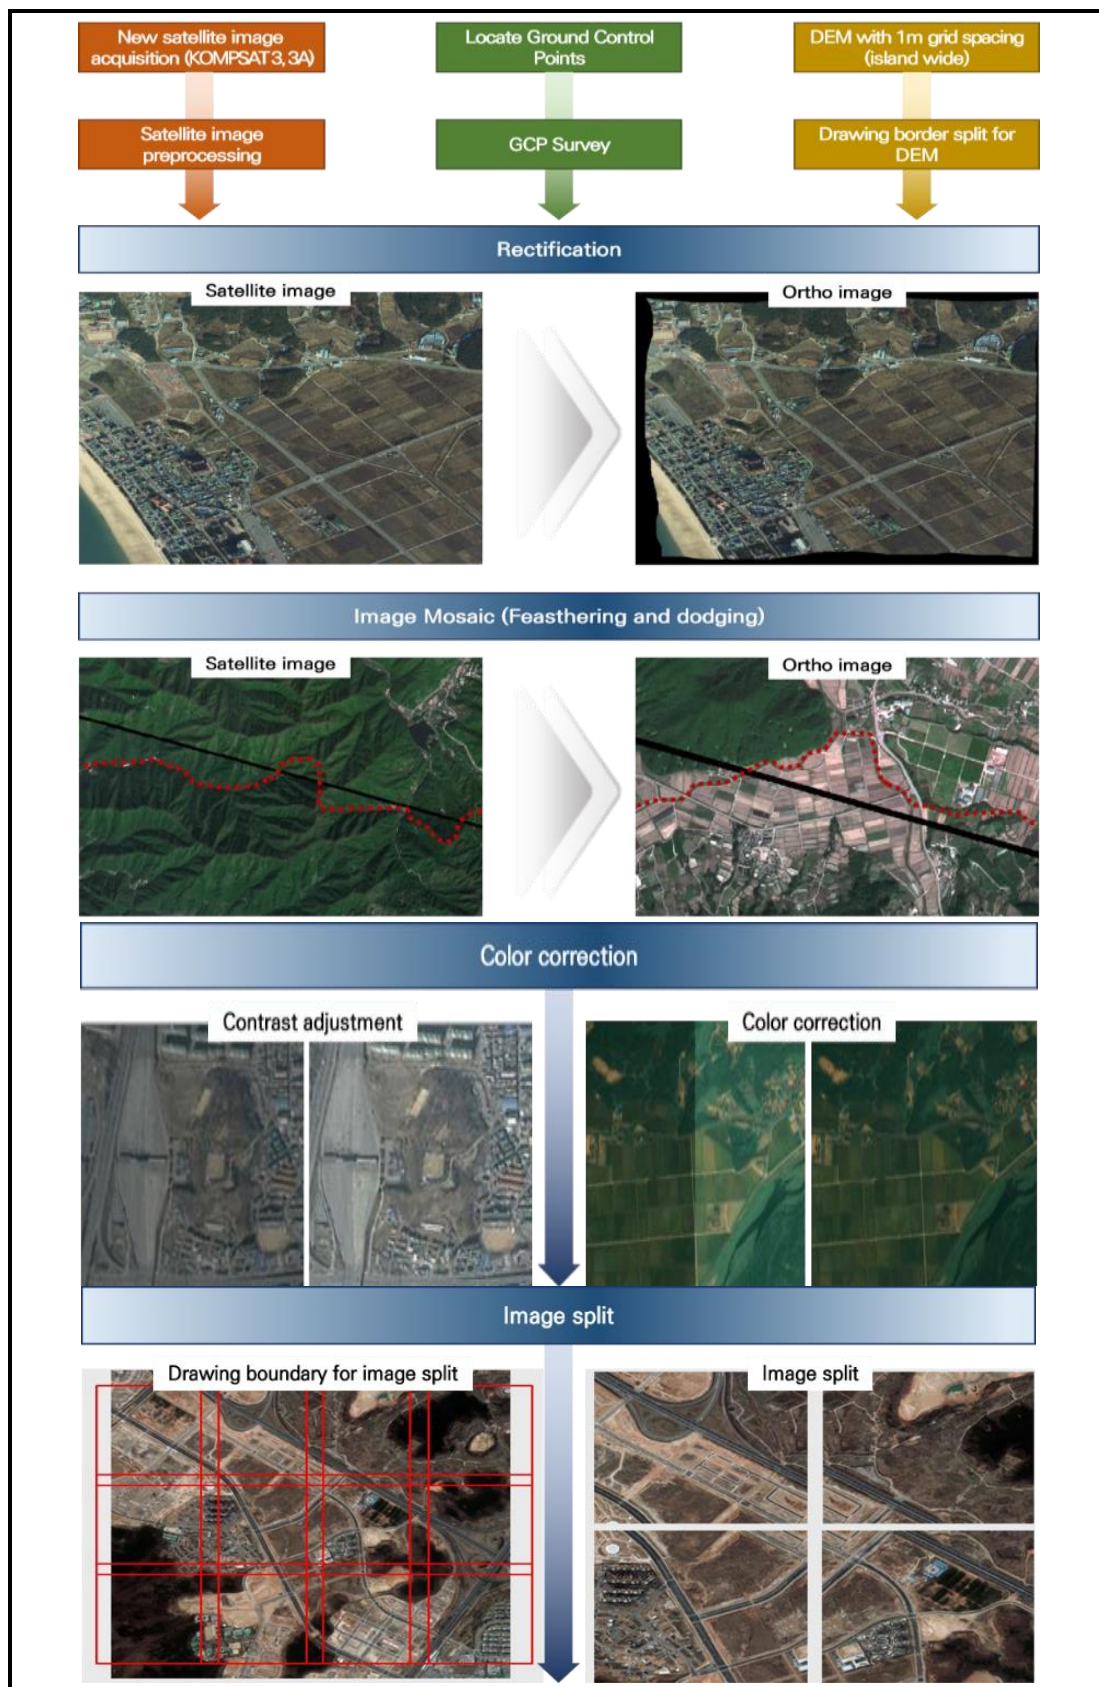 New satellite image
acquisition (KOMPSAT 3, 3A)
Locate Ground Control
Points
DEM with 1m grid spacing
(island wide)
Satellite image
preprocessing
GCP Survey
Drawing border split for
DEM
Rectification
Satellite image
Ortho image
Image Mosaic (Feasthering and dodging)
Satellite image
Ortho image
Color correction
Contrast adjustment
Color correction
Image split
Drawing boundary for image split
Image split